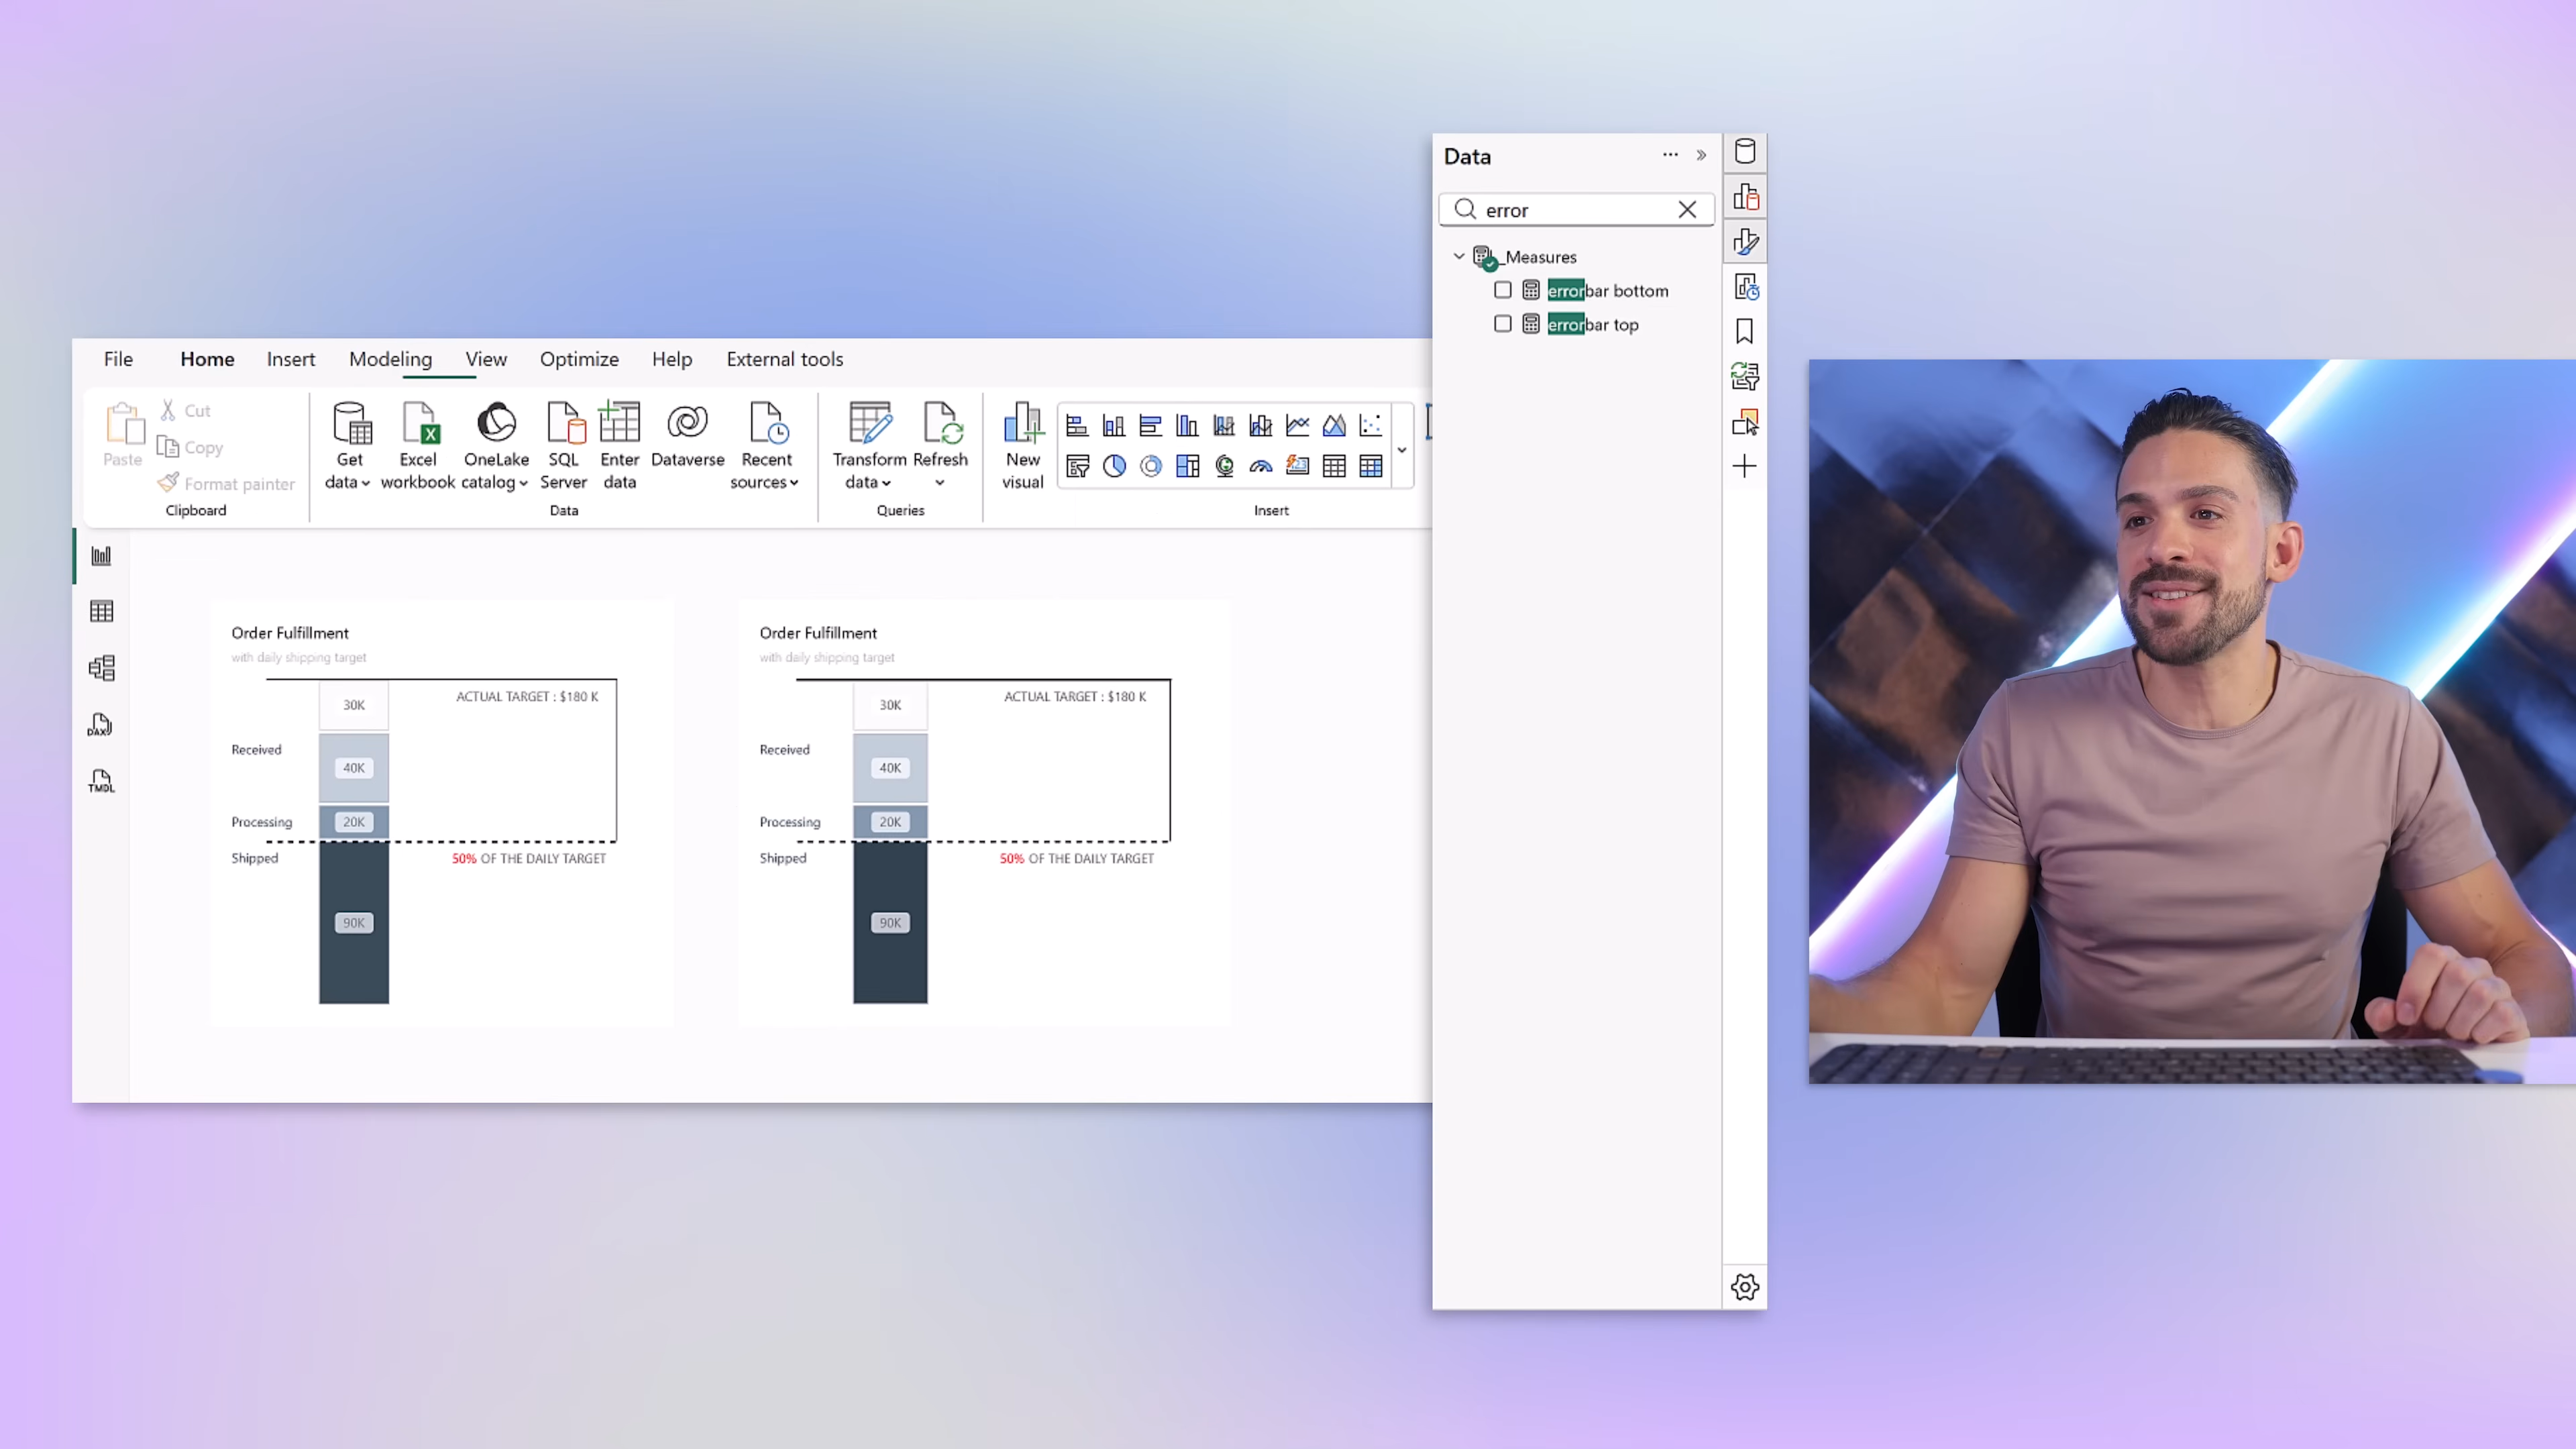 File Home Insert Modeling View Optimize Help External tools
Paste
Cut
Copy
Format painter
Clipboard
Get data
Excel workbook
OneLake catalog
SQL Server
Enter data
Dataverse
Recent sources
Data
Transform data
Refresh
Queries
New visual
Insert
DAX
TMDL
Order Fulfillment
with daily shipping target
ACTUAL TARGET : $180 K
30K
Received
40K
Processing
20K
Shipped
50% OF THE DAILY TARGET
90K
Order Fulfillment
with daily shipping target
ACTUAL TARGET : $180 K
30K
Received
40K
Processing
20K
Shipped
50% OF THE DAILY TARGET
90K
Data
error
_Measures
errorbar bottom
errorbar top